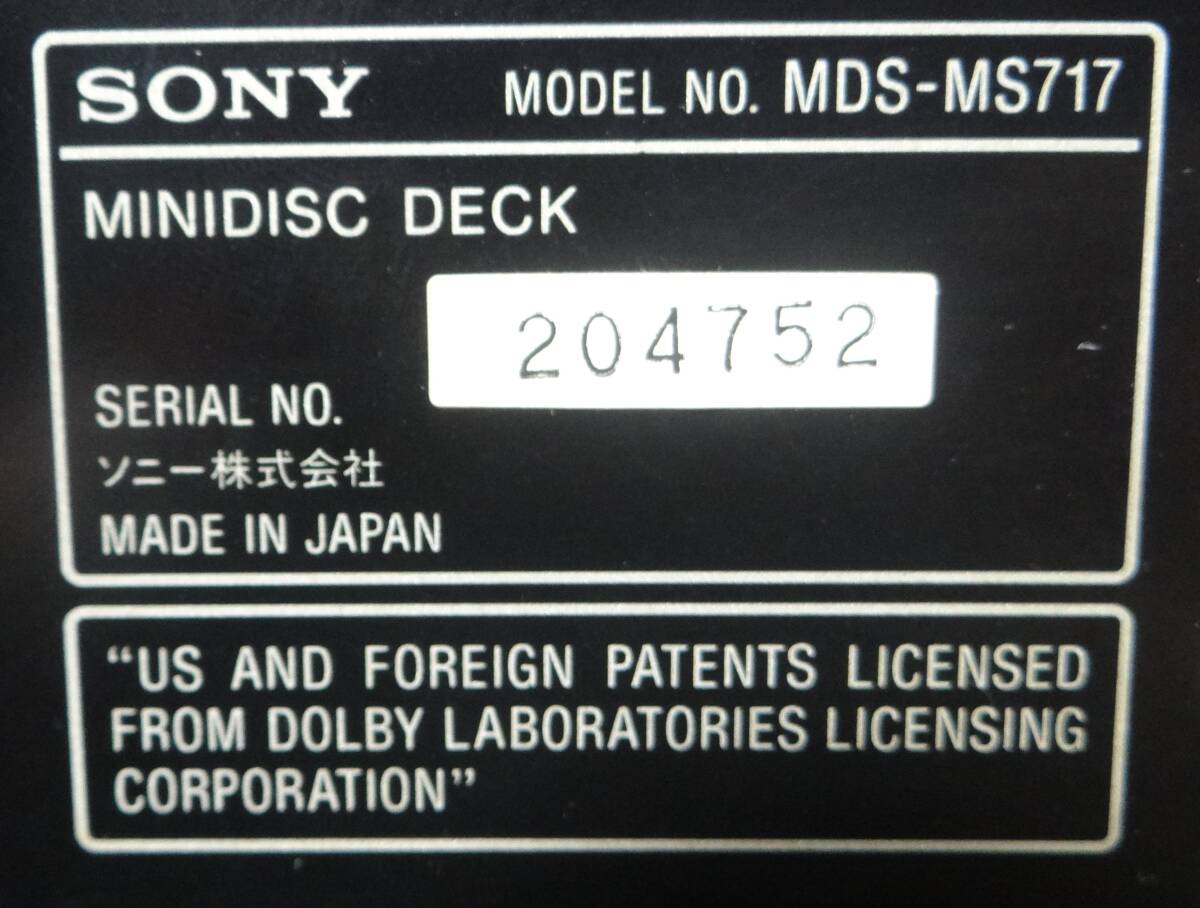 SONY MODEL NO. MDS-MS717
MINIDISC DECK
204752
SERIAL NO.
ソニー株式会社
MADE IN JAPAN
“US AND FOREIGN PATENTS LICENSED
FROM DOLBY LABORATORIES LICENSING
CORPORATION”